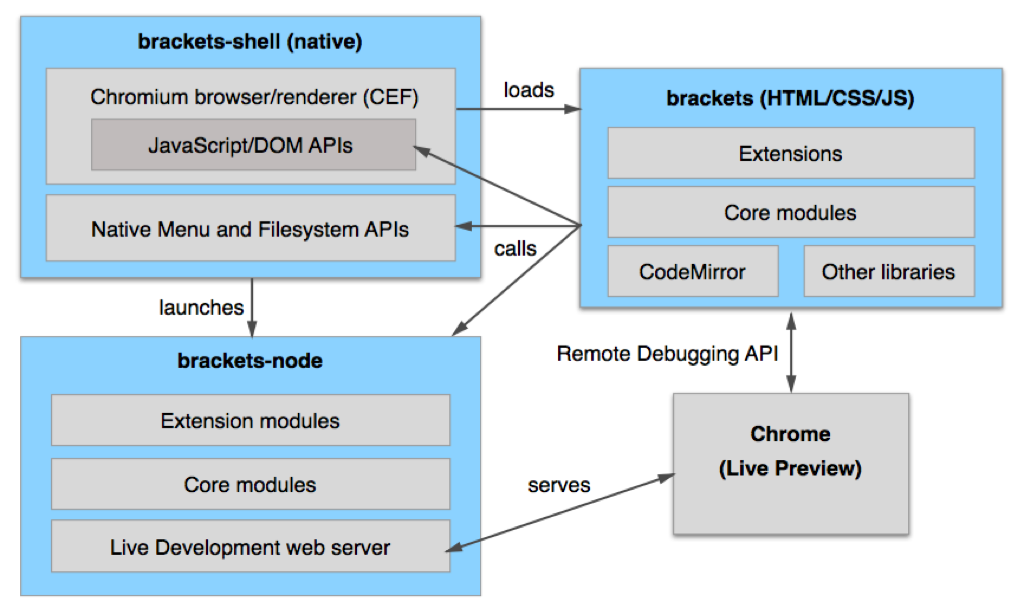 brackets-shell (native)
Chromium browser/renderer (CEF)
JavaScript/DOM APIs
Native Menu and Filesystem APIs
loads
calls
launches
brackets (HTML/CSS/JS)
Extensions
Core modules
CodeMirror
Other libraries
Remote Debugging API
brackets-node
Extension modules
Core modules
Live Development web server
serves
Chrome
(Live Preview)